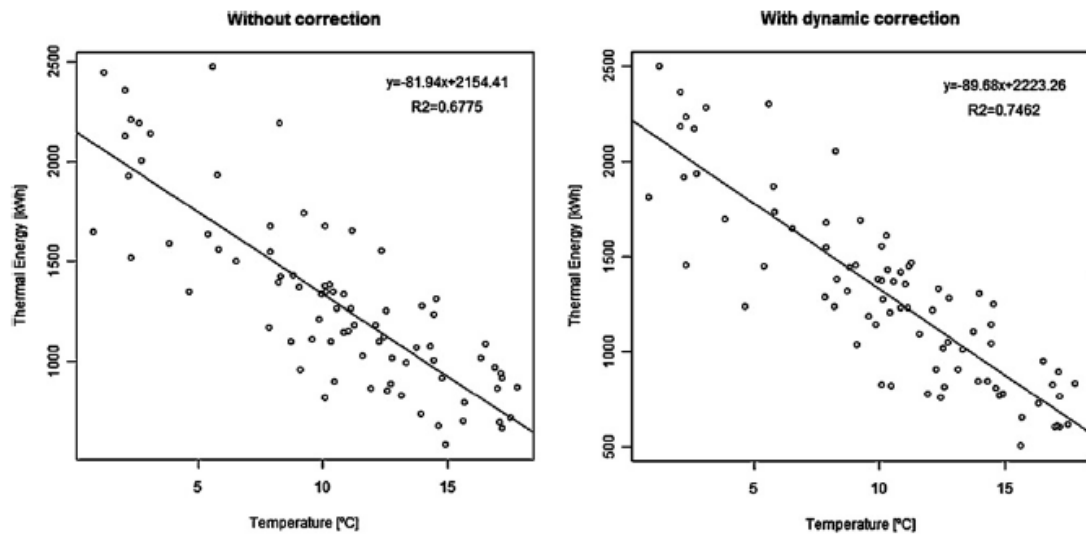 Without correction
y=-81.94x+2154.41
R2=0.6775
Thermal Energy [kWh]
2500
2000
1500
1000
5
10
15
Temperature [ºC]
With dynamic correction
y=-89.68x+2223.26
R2=0.7462
Thermal Energy [kWh]
2500
2000
1500
1000
500
5
10
15
Temperature [ºC]